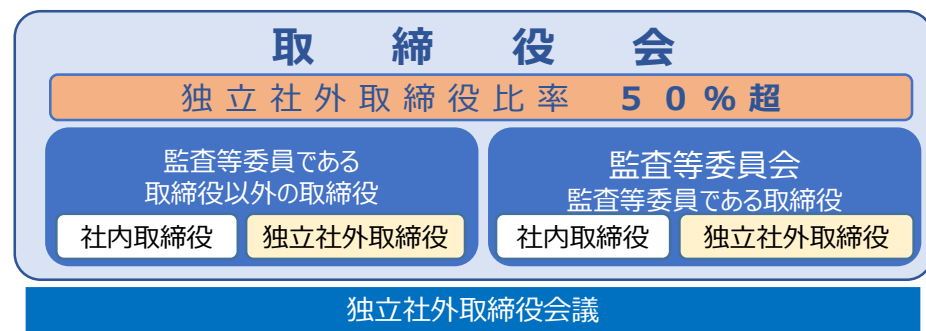 取締役会
独立社外取締役比率 50%超
監査等委員である
取締役以外の取締役
社内取締役
独立社外取締役
監査等委員会
監査等委員である取締役
社内取締役
独立社外取締役
独立社外取締役会議